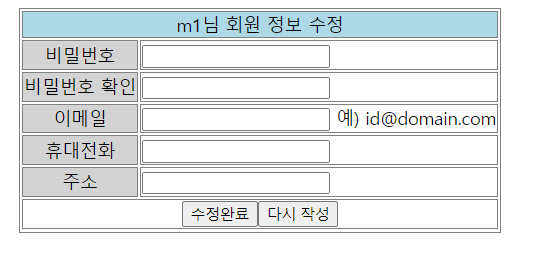 m1님 회원 정보 수정
비밀번호
비밀번호 확인
이메일 예) id@domain.com
휴대전화
주소
수정완료 다시 작성